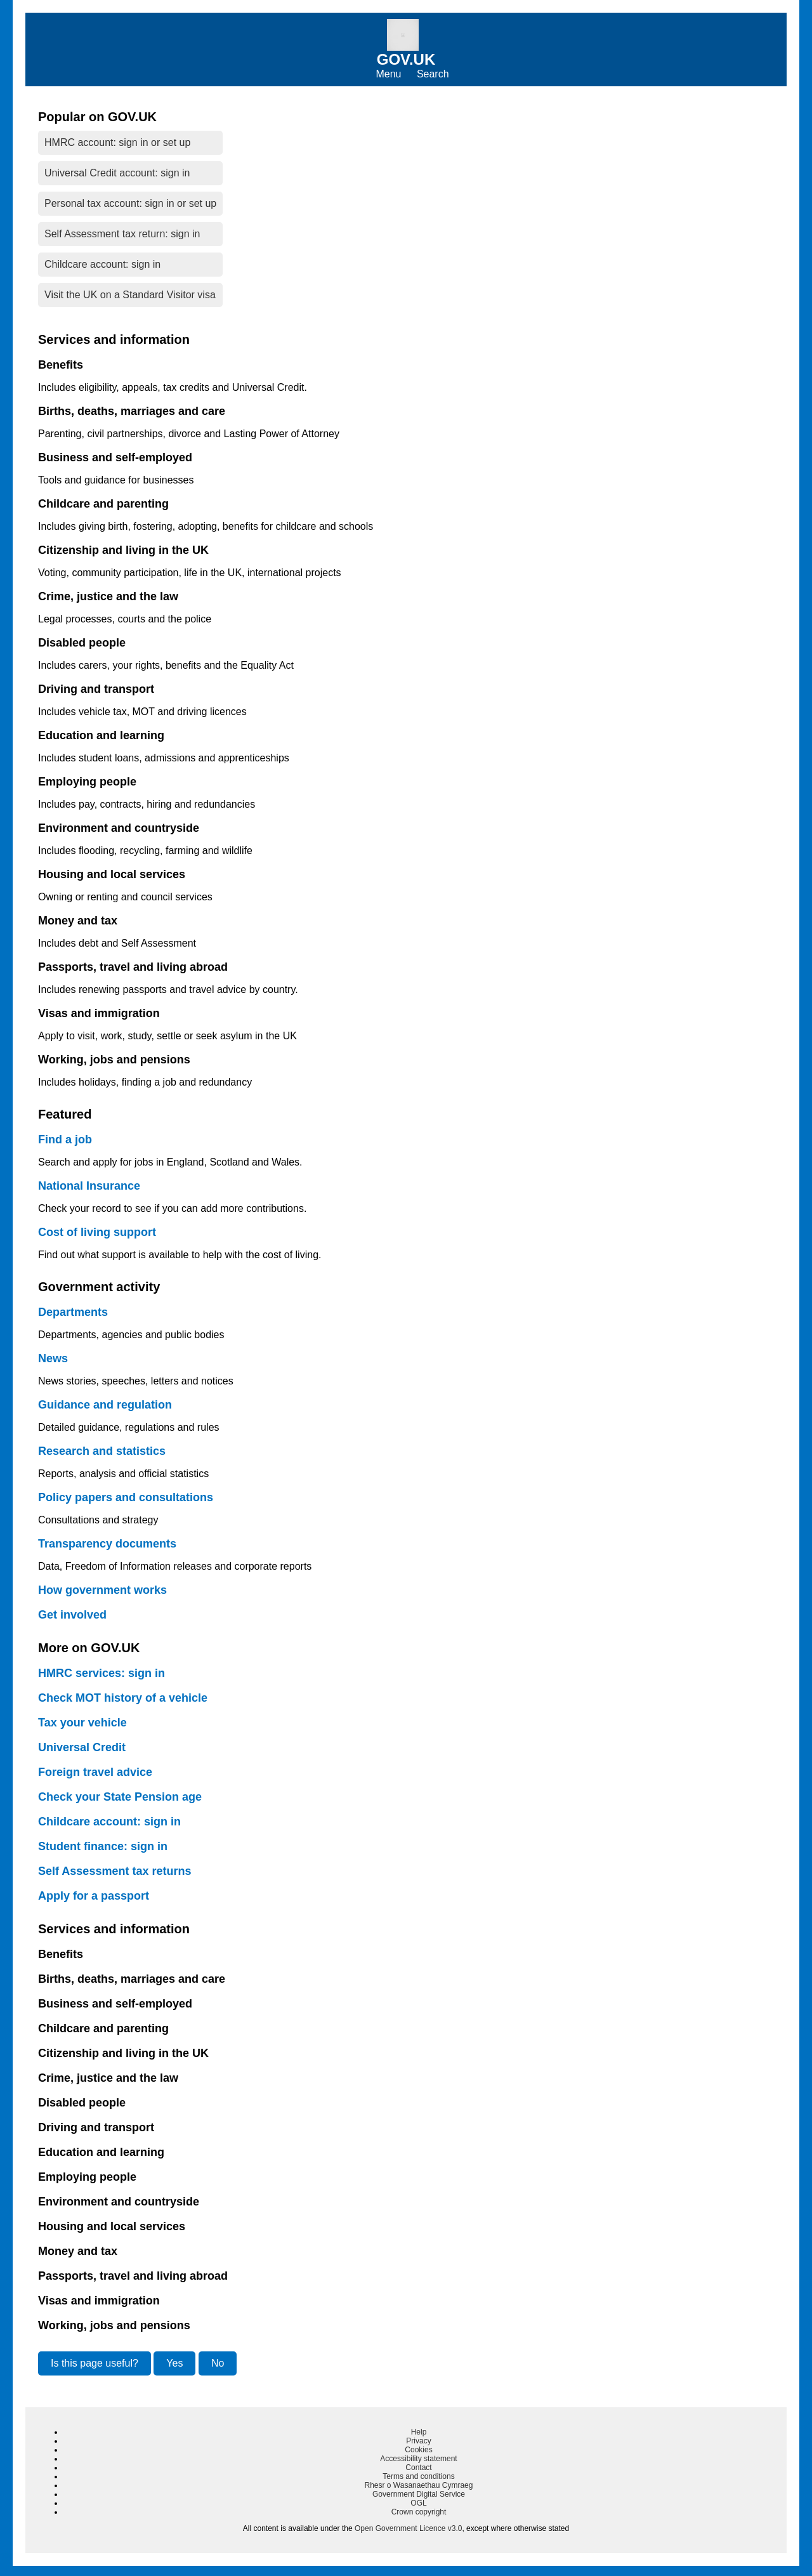 GOV.UK
Menu Search
Popular on GOV.UK
HMRC account: sign in or set up
Universal Credit account: sign in
Personal tax account: sign in or set up
Self Assessment tax return: sign in
Childcare account: sign in
Visit the UK on a Standard Visitor visa
Services and information
Benefits
Includes eligibility, appeals, tax credits and Universal Credit.
Births, deaths, marriages and care
Parenting, civil partnerships, divorce and Lasting Power of Attorney
Business and self-employed
Tools and guidance for businesses
Childcare and parenting
Includes giving birth, fostering, adopting, benefits for childcare and schools
Citizenship and living in the UK
Voting, community participation, life in the UK, international projects
Crime, justice and the law
Legal processes, courts and the police
Disabled people
Includes carers, your rights, benefits and the Equality Act
Driving and transport
Includes vehicle tax, MOT and driving licences
Education and learning
Includes student loans, admissions and apprenticeships
Employing people
Includes pay, contracts, hiring and redundancies
Environment and countryside
Includes flooding, recycling, farming and wildlife
Housing and local services
Owning or renting and council services
Money and tax
Includes debt and Self Assessment
Passports, travel and living abroad
Includes renewing passports and travel advice by country.
Visas and immigration
Apply to visit, work, study, settle or seek asylum in the UK
Working, jobs and pensions
Includes holidays, finding a job and redundancy
Featured
Find a job
Search and apply for jobs in England, Scotland and Wales.
National Insurance
Check your record to see if you can add more contributions.
Cost of living support
Find out what support is available to help with the cost of living.
Government activity
Departments
Departments, agencies and public bodies
News
News stories, speeches, letters and notices
Guidance and regulation
Detailed guidance, regulations and rules
Research and statistics
Reports, analysis and official statistics
Policy papers and consultations
Consultations and strategy
Transparency documents
Data, Freedom of Information releases and corporate reports
How government works
Get involved
More on GOV.UK
HMRC services: sign in
Check MOT history of a vehicle
Tax your vehicle
Universal Credit
Foreign travel advice
Check your State Pension age
Childcare account: sign in
Student finance: sign in
Self Assessment tax returns
Apply for a passport
Services and information
Benefits
Births, deaths, marriages and care
Business and self-employed
Childcare and parenting
Citizenship and living in the UK
Crime, justice and the law
Disabled people
Driving and transport
Education and learning
Employing people
Environment and countryside
Housing and local services
Money and tax
Passports, travel and living abroad
Visas and immigration
Working, jobs and pensions
Is this page useful? Yes No
Help
Privacy
Cookies
Accessibility statement
Contact
Terms and conditions
Rhesr o Wasanaethau Cymraeg
Government Digital Service
OGL
Crown copyright
All content is available under the Open Government Licence v3.0, except where otherwise stated